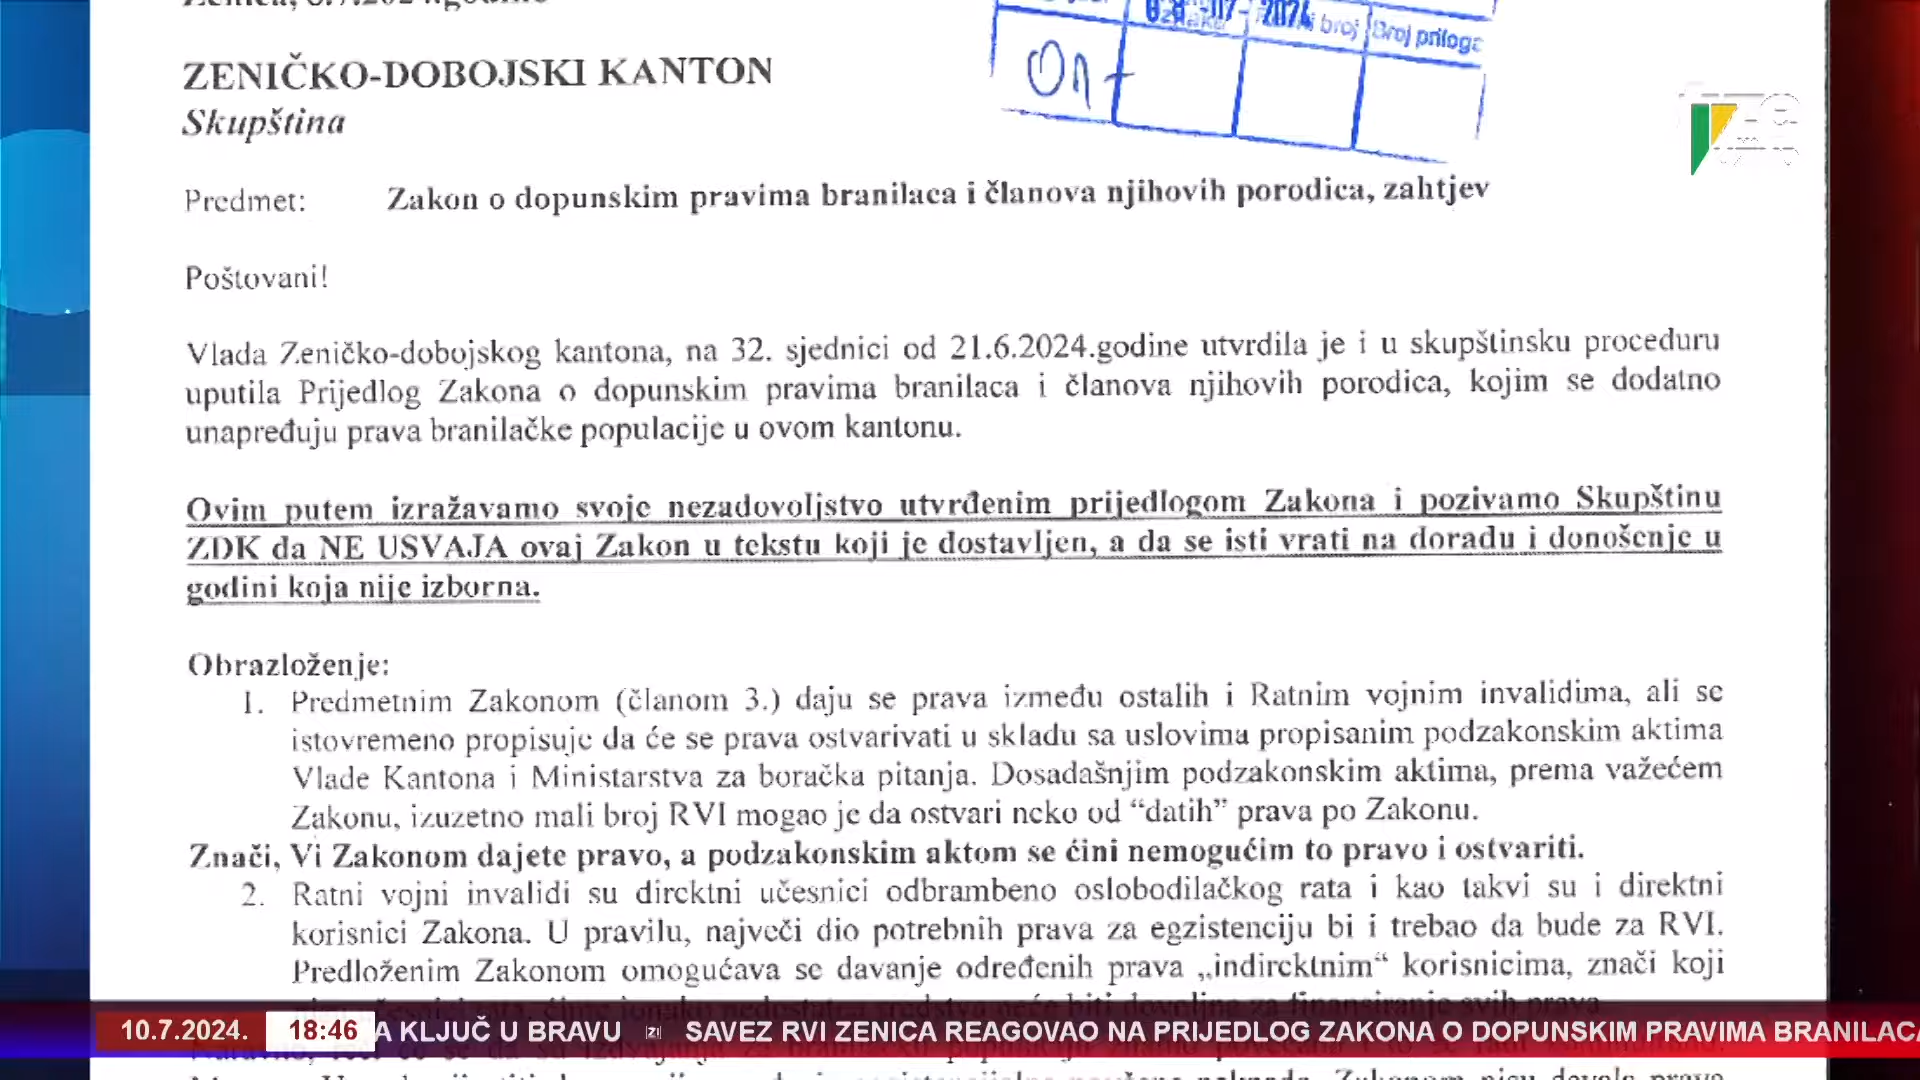 ZENIČKO-DOBOJSKI KANTON
Skupština
07- 2024 broj Broj priloga
On
Predmet: Zakon o dopunskim pravima branilaca i članova njihovih porodica, zahtjev
Poštovani!
Vlada Zeničko-dobojskog kantona, na 32. sjednici od 21.6.2024.godine utvrdila je i u skupštinsku proceduru
uputila Prijedlog Zakona o dopunskim pravima branilaca i članova njihovih porodica, kojim se dodatno
unapređuju prava branilačke populacije u ovom kantonu.
Ovim putem izražavamo svoje nezadovoljstvo utvrđenim prijedlogom Zakona i pozivamo Skupštinu
ZDK da NE USVAJA ovaj Zakon u tekstu koji je dostavljen, a da se isti vrati na doradu i donošenje u
godini koja nije izborna.
Obrazloženje:
1. Predmetnim Zakonom (članom 3.) daju se prava između ostalih i Ratnim vojnim invalidima, ali se
istovremeno propisuje da će se prava ostvarivati u skladu sa uslovima propisanim podzakonskim aktima
Vlade Kantona i Ministarstva za boračka pitanja. Dosadašnjim podzakonskim aktima, prema važećem
Zakonu, izuzetno mali broj RVI mogao je da ostvari neko od “datih” prava po Zakonu.
Znači, Vi Zakonom dajete pravo, a podzakonskim aktom se čini nemogućim to pravo i ostvariti.
2. Ratni vojni invalidi su direktni učesnici odbrambeno oslobodilačkog rata i kao takvi su i direktni
korisnici Zakona. U pravilu, najveći dio potrebnih prava za egzistenciju bi i trebao da bude za RVI.
Predloženim Zakonom omogućava se davanje određenih prava „indirektnim“ korisnicima, znači koji
10.7.2024. 18:46 A KLJUČ U BRAVU SAVEZ RVI ZENICA REAGOVAO NA PRIJEDLOG ZAKONA O DOPUNSKIM PRAVIMA BRANILACA